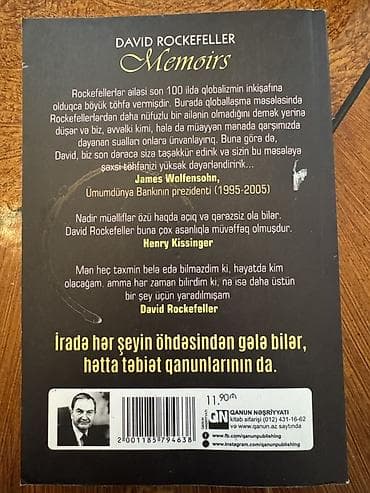 DAVID ROCKEFELLER
Memoirs
Rockefellerlər ailəsi son 100 ildə qlobalizmin inkişafına
olduqca böyük töhfə vermişdir. Burada qloballaşma məsələsində
Rockefellerlərdən daha nüfuzlu bir ailənin olmadığını demək yerinə
düşər və biz, əvvəlki kimi, hələ də müəyyən mənada qarşımızda
dayanan sualları onlara ünvanlayırıq. Buna görə də,
David, biz son dərəcə sizə təşəkkür edirik və sizin bu məsələyə
şəxsi töhfənizi yüksək dəyərləndiririk...
James Wolfensohn,
Ümumdünya Bankının prezidenti (1995-2005)
Nadir müəlliflər özü haqda açıq və qərəzsiz ola bilər.
David Rockefeller buna çox asanlıqla müvəffəq olmuşdur.
Henry Kissinger
Mən heç təxmin belə edə bilməzdim ki, həyatda kim
olacağam, amma hər zaman bilirdim ki, nə isə daha üstün
bir şey üçün yaradılmışam
David Rockefeller
İradə hər şeyin öhdəsindən gələ bilər,
hətta təbiət qanunlarının da.
11.90₼
QANUN NƏŞRİYYATI
kitab sifarişi (012) 431-16-62
və www.qanun.az saytında
www.fb.com/qanunpublishing
www.instagram.com/qanunpublishing
2001185794638